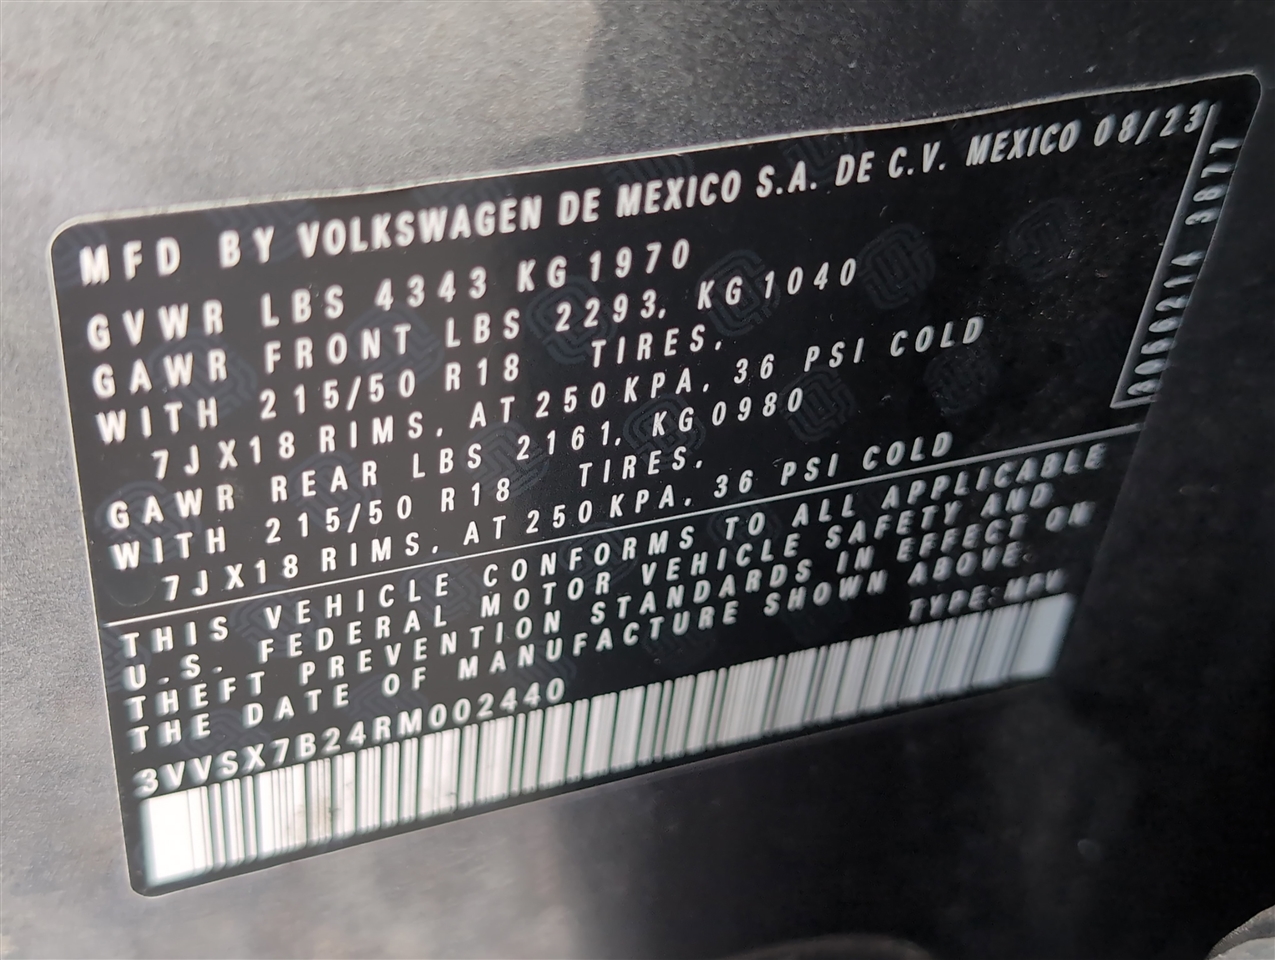 MFD BY VOLKSWAGEN DE MEXICO S.A. DE C.V. MEXICO 08/23
GVWR LBS 4343 KG 1970
GAWR FRONT LBS 2293, KG 1040
WITH 215/50 R18 TIRES,
7JX18 RIMS, AT 250 KPA, 36 PSI COLD
GAWR REAR LBS 2161, KG 0980
WITH 215/50 R18 TIRES,
7JX18 RIMS, AT 250 KPA, 36 PSI COLD
THIS VEHICLE CONFORMS TO ALL APPLICABLE
U.S. FEDERAL MOTOR VEHICLE SAFETY AND
THEFT PREVENTION STANDARDS IN EFFECT ON
THE DATE OF MANUFACTURE SHOWN ABOVE.
TYPE: MPV
3VVSX7B24RM002440